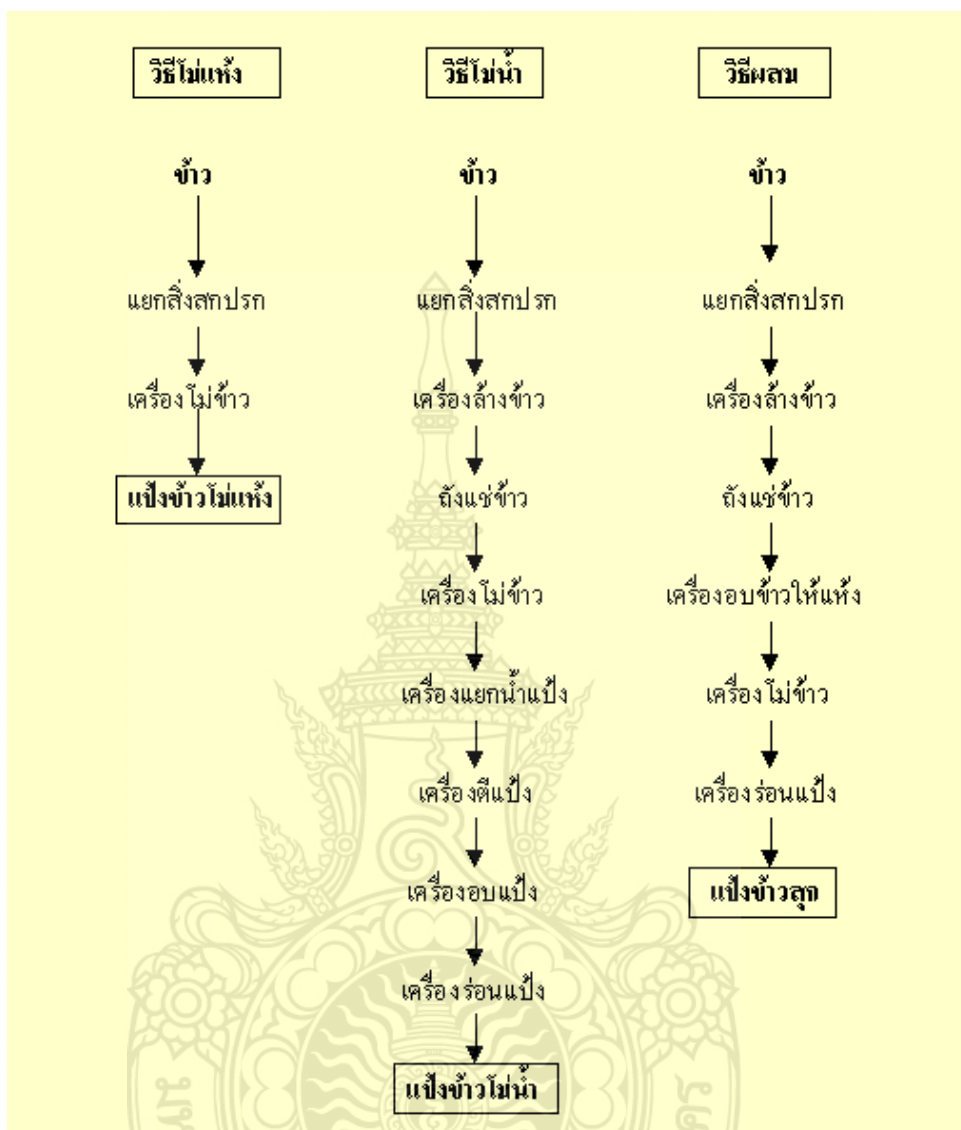 วิธีโม่แห้ง
ข้าว
แยกสิ่งสกปรก
เครื่องโม่ข้าว
แป้งข้าวโม่แห้ง
วิธีโม่น้ำ
ข้าว
แยกสิ่งสกปรก
เครื่องล้างข้าว
ถังแช่ข้าว
เครื่องโม่ข้าว
เครื่องแยกน้ำแป้ง
เครื่องตีแป้ง
เครื่องอบแป้ง
เครื่องร่อนแป้ง
แป้งข้าวโม่น้ำ
วิธีผสม
ข้าว
แยกสิ่งสกปรก
เครื่องล้างข้าว
ถังแช่ข้าว
เครื่องอบข้าวให้แห้ง
เครื่องโม่ข้าว
เครื่องร่อนแป้ง
แป้งข้าวสุก